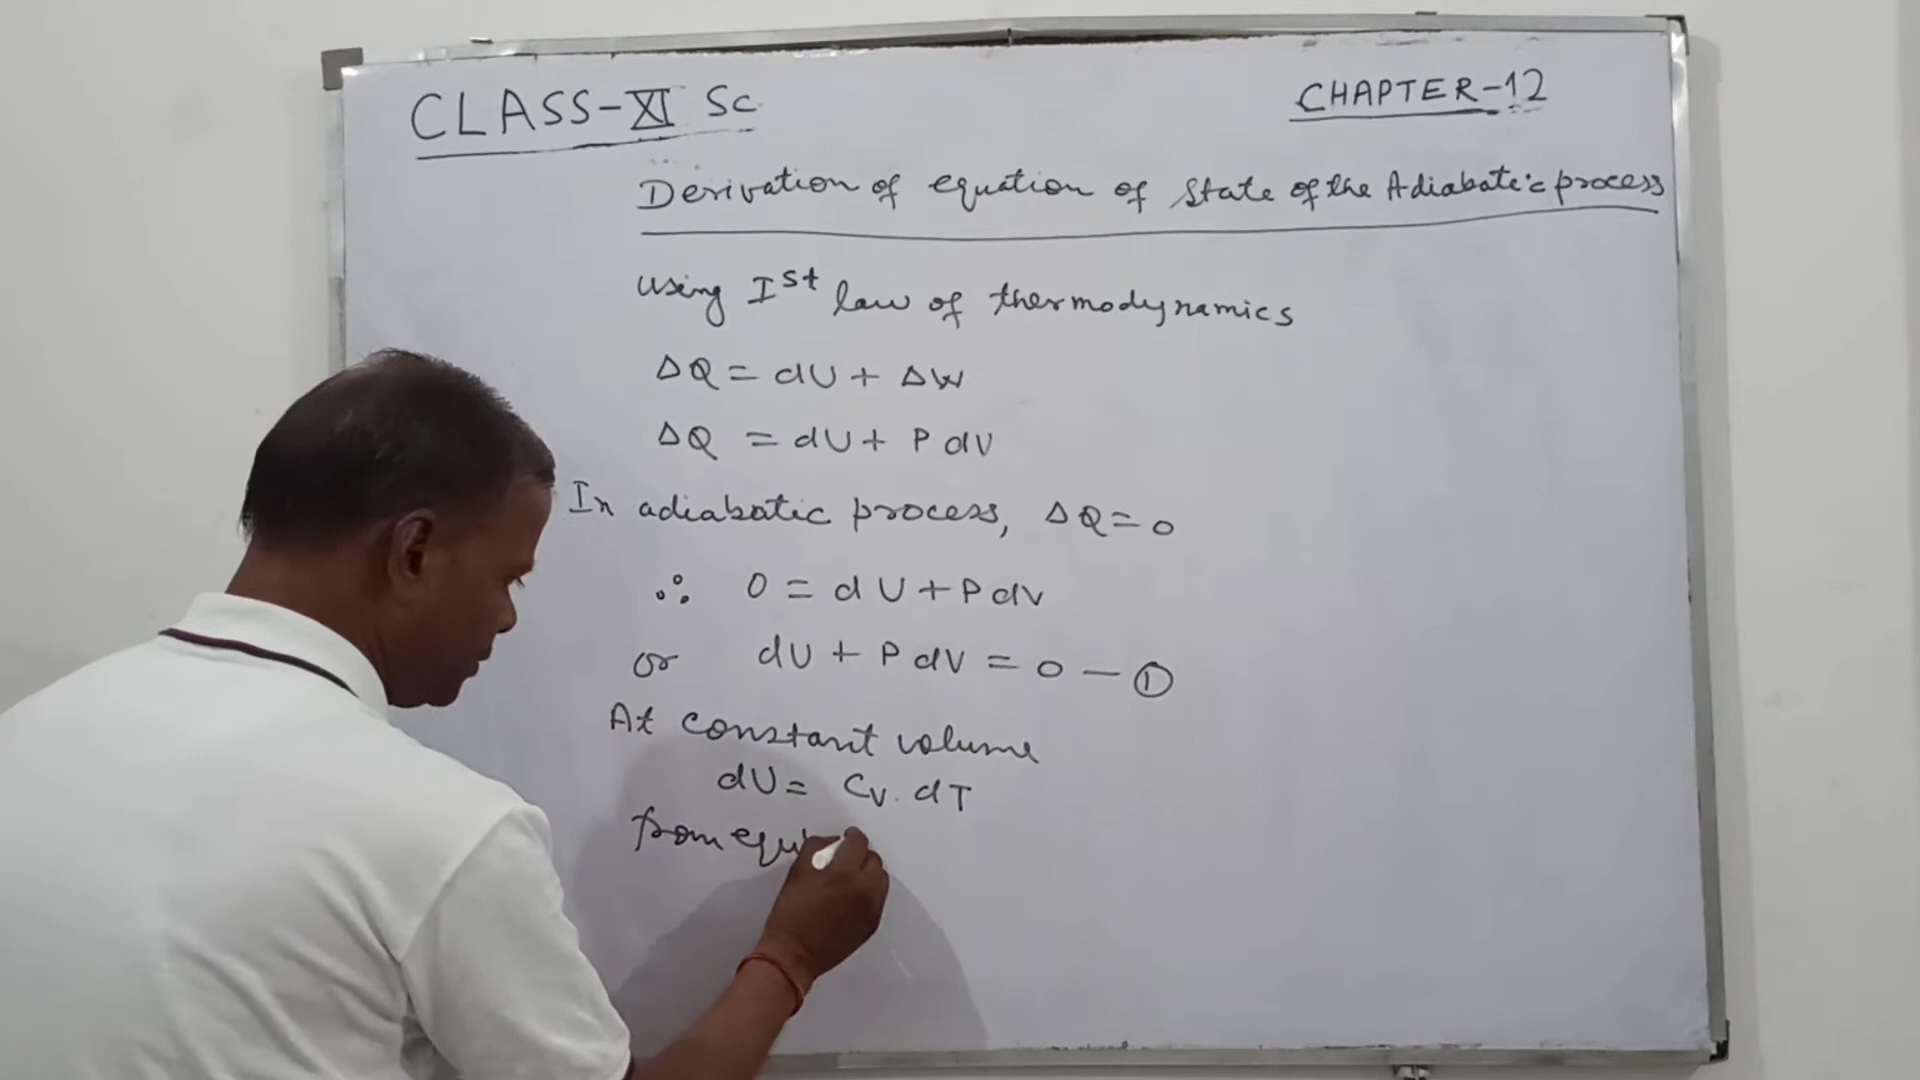 CLASS-XI Sc
CHAPTER-12
Derivation of equation of state of the Adiabatic process
Using Ist law of thermodynamics
ΔQ = dU + ΔW
ΔQ = dU + P dV
In adiabatic process, ΔQ = 0
∴ 0 = dU + P dV
or dU + P dV = 0 — ①
At constant volume
dU = Cv. dT
from